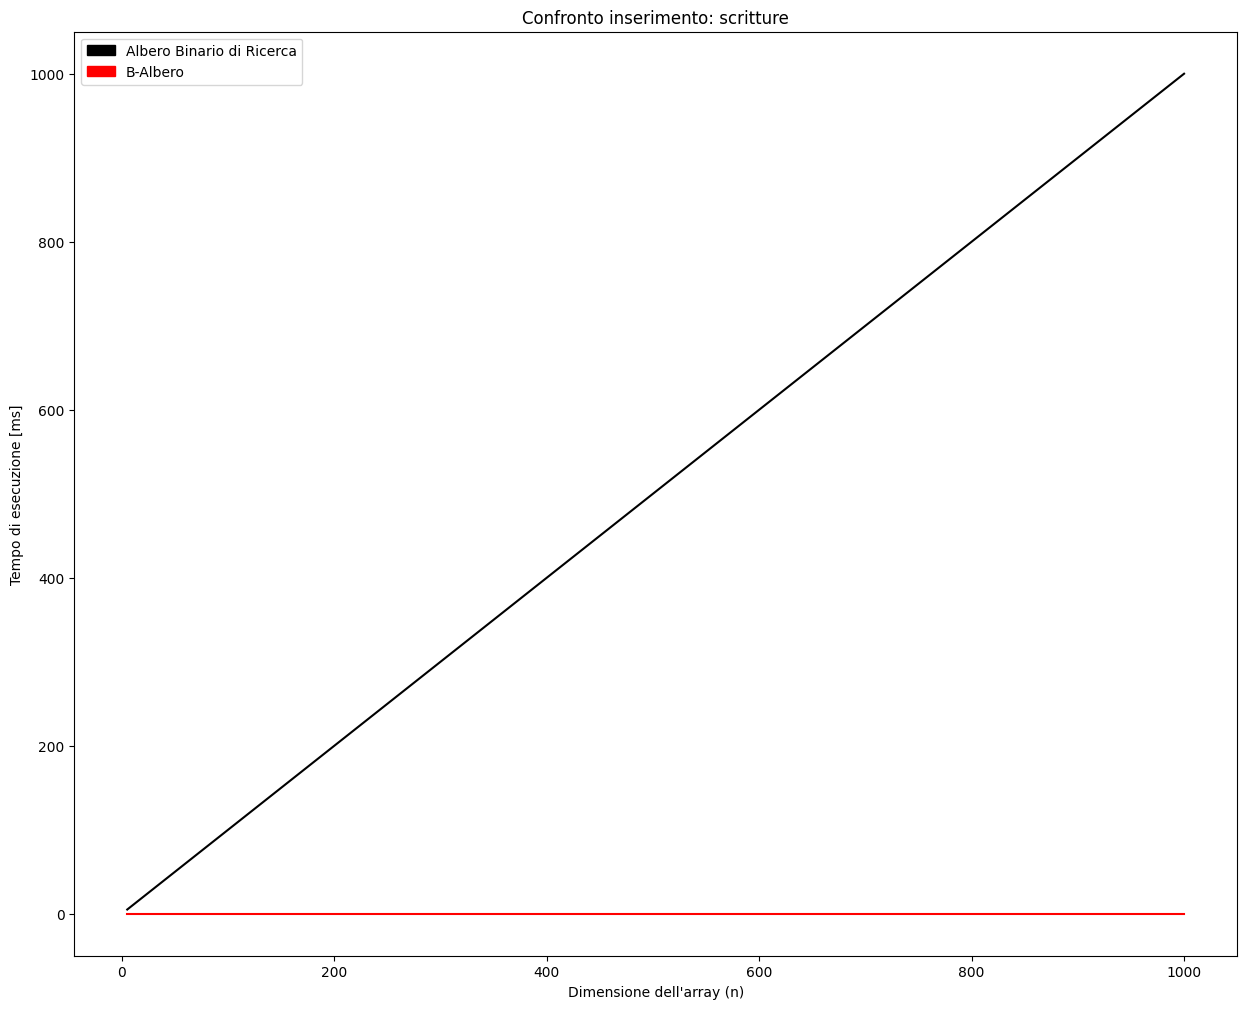 Confronto inserimento: scritture
Albero Binario di Ricerca
B-Albero
Tempo di esecuzione [ms]
1000
800
600
400
200
0
0 200 400 600 800 1000
Dimensione dell'array (n)